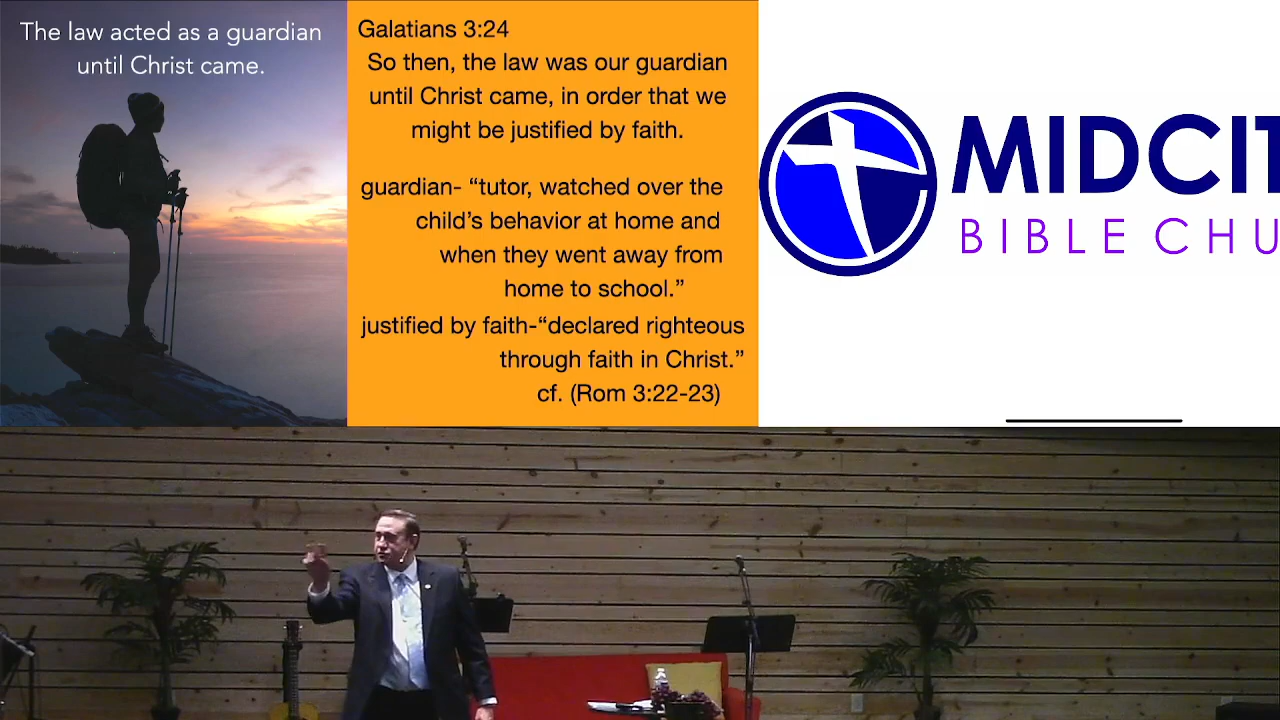 The law acted as a guardian
until Christ came.
Galatians 3:24
So then, the law was our guardian
until Christ came, in order that we
might be justified by faith.
guardian- “tutor, watched over the
child’s behavior at home and
when they went away from
home to school.”
justified by faith-“declared righteous
through faith in Christ.”
cf. (Rom 3:22-23)
MIDCIT
BIBLE CHU